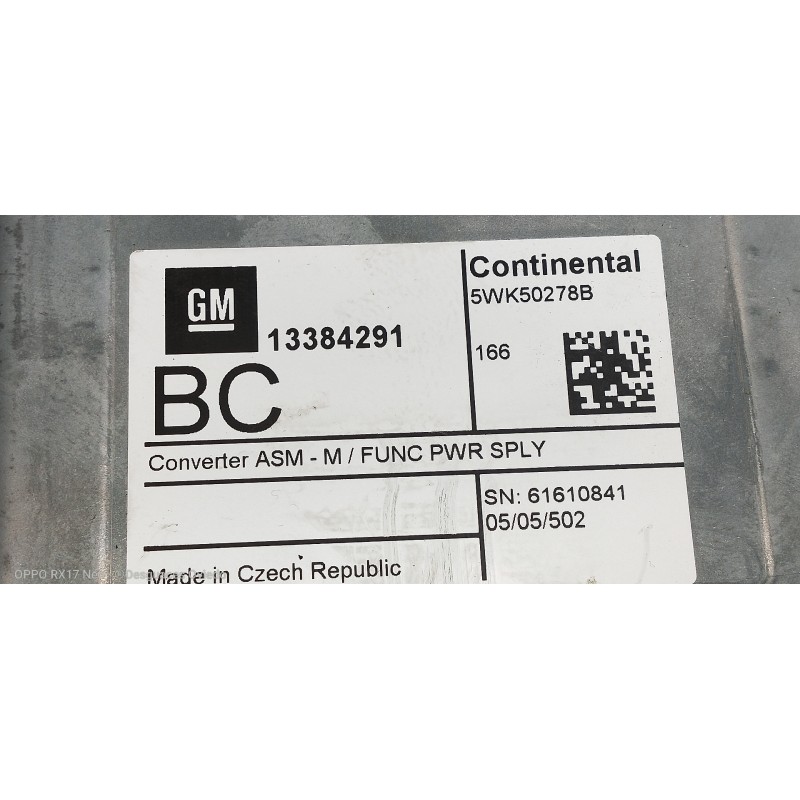 GM
13384291
BC
Continental
5WK50278B
166
Converter ASM - M / FUNC PWR SPLY
SN: 61610841
05/05/502
Made in Czech Republic
OPPO RX17 Neo